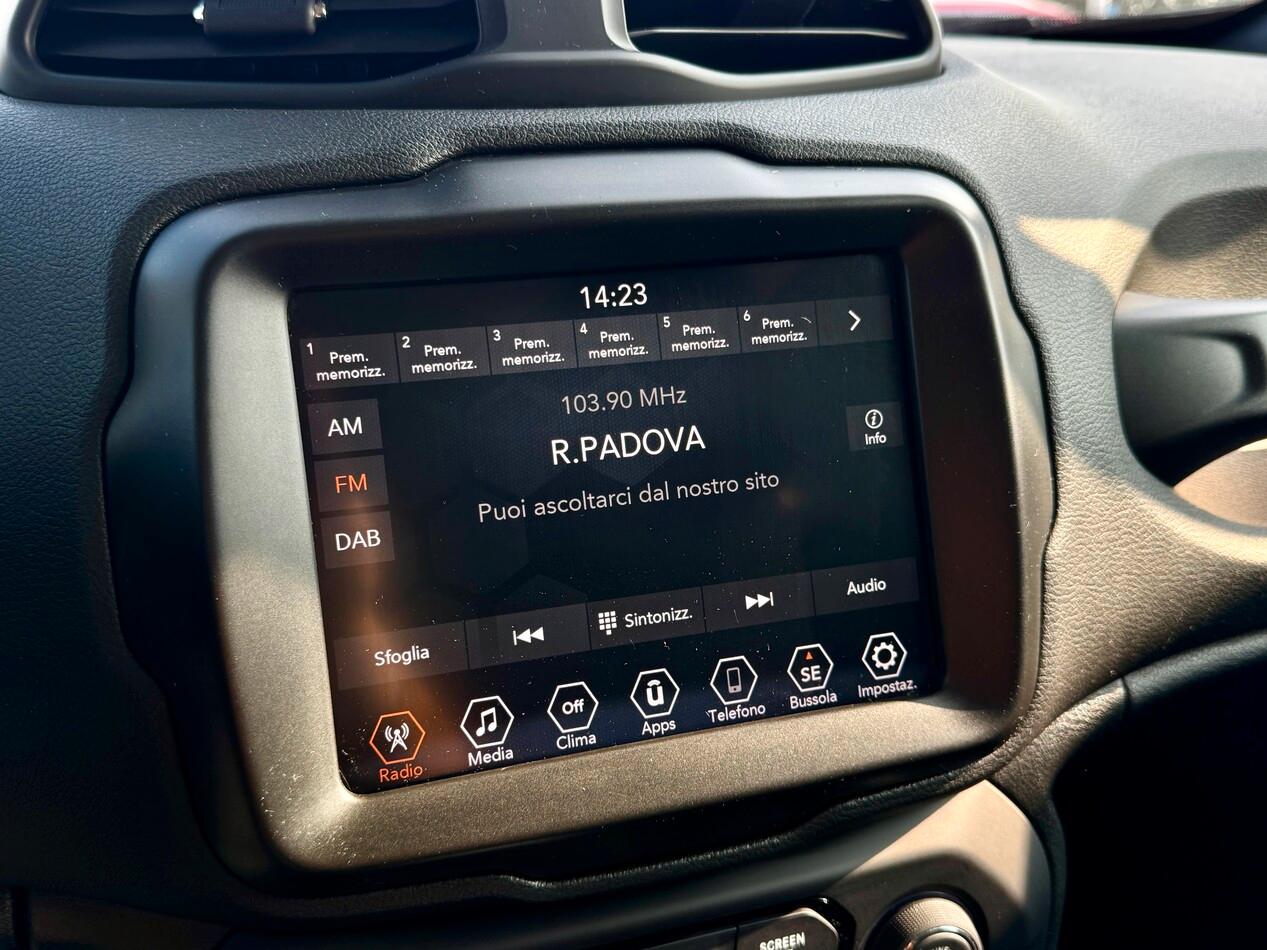 14:23
1 Prem.
memorizz.
2 Prem.
memorizz.
3 Prem.
memorizz.
4 Prem.
memorizz.
5 Prem.
memorizz.
6 Prem.
memorizz.
AM
103.90 MHz
R.PADOVA
Info
FM
Puoi ascoltarci dal nostro sito
DAB
Sfoglia
Sintonizz.
Audio
Radio
Media
Off
Clima
Apps
Telefono
SE
Bussola
Impostaz.
SCREEN